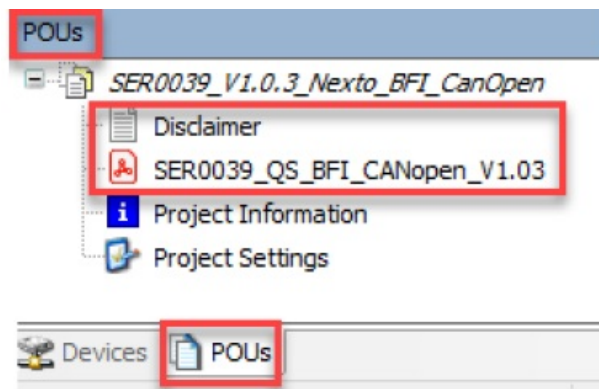 POUs
SER0039_V1.0.3_Nexto_BFI_CanOpen
Disclaimer
SER0039_QS_BFI_CANopen_V1.03
Project Information
Project Settings
Devices POUs